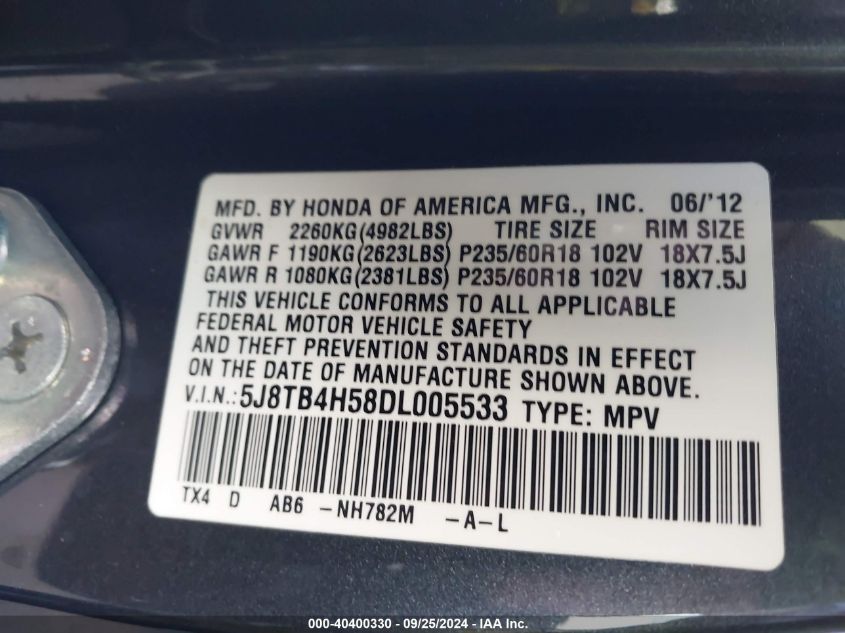 MFD. BY HONDA OF AMERICA MFG., INC. 06/'12
GVWR 2260KG(4982LBS) TIRE SIZE RIM SIZE
GAWR F 1190KG(2623LBS) P235/60R18 102V 18X7.5J
GAWR R 1080KG(2381LBS) P235/60R18 102V 18X7.5J
THIS VEHICLE CONFORMS TO ALL APPLICABLE
FEDERAL MOTOR VEHICLE SAFETY
AND THEFT PREVENTION STANDARDS IN EFFECT
ON THE DATE OF MANUFACTURE SHOWN ABOVE.
V.I.N.:5J8TB4H58DL005533 TYPE: MPV
TX4 D AB6 -NH782M -A-L
000-40400330 - 09/25/2024 - IAA Inc.